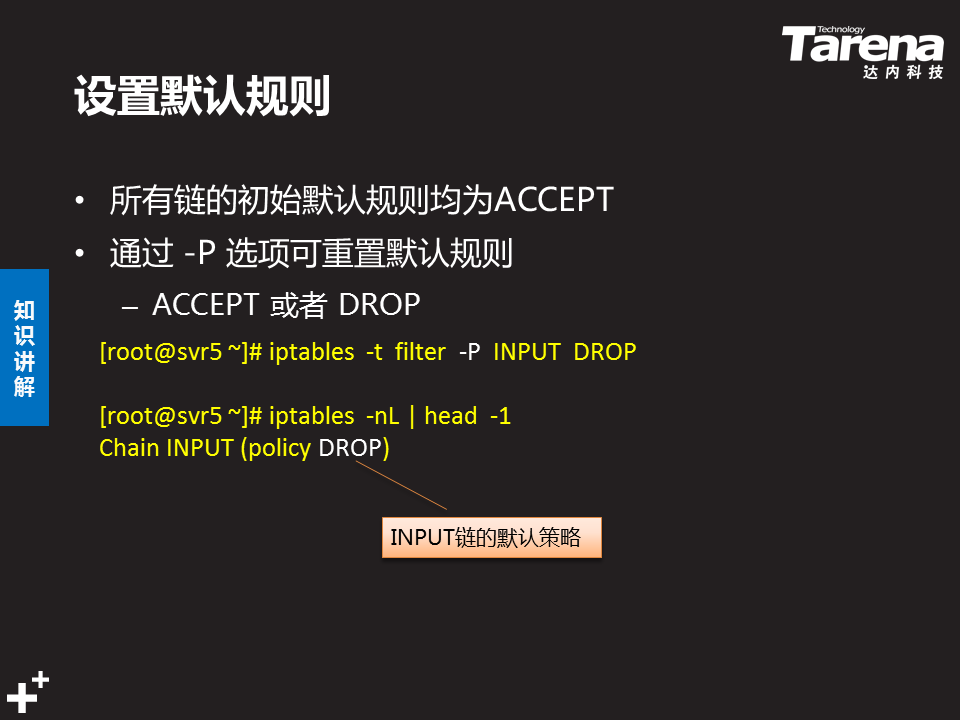 Technology
Tarena
达内科技
设置默认规则
• 所有链的初始默认规则均为ACCEPT
• 通过 -P 选项可重置默认规则
– ACCEPT 或者 DROP
知识讲解
[root@svr5 ~]# iptables -t filter -P INPUT DROP
[root@svr5 ~]# iptables -nL | head -1
Chain INPUT (policy DROP)
INPUT链的默认策略